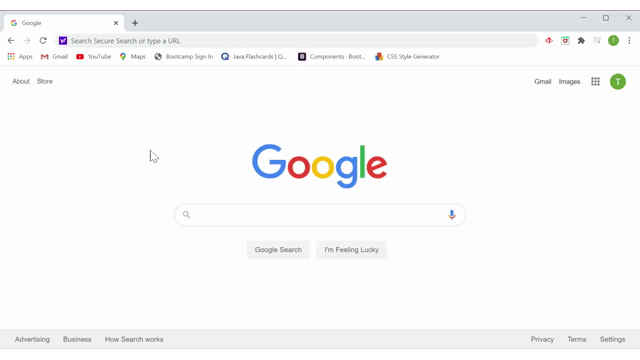 Google
Search Secure Search or type a URL
T
Apps Gmail YouTube Maps Bootcamp Sign In Java Flashcards | Q... Components · Boot... CSS Style Generator
About Store Gmail Images T
Google
Google Search I'm Feeling Lucky
Advertising Business How Search works Privacy Terms Settings